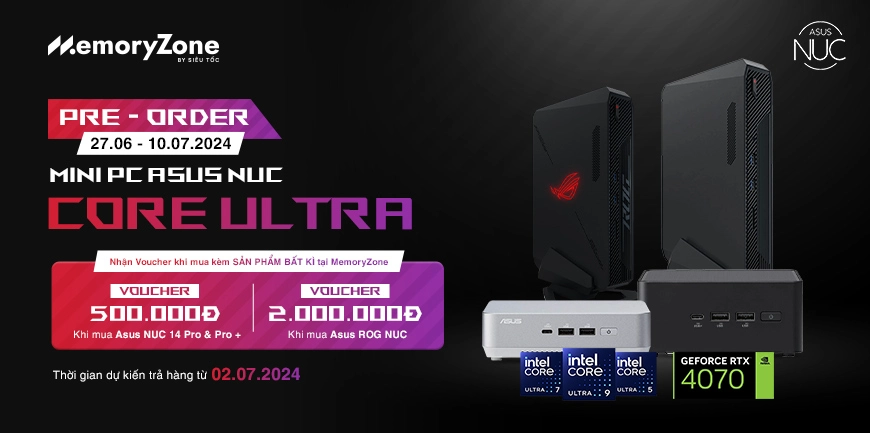 MemoryZone
BY SIÊU TỐC
ASUS
NUC
PRE - ORDER
27.06 - 10.07.2024
MINI PC ASUS NUC
CORE ULTRA
Nhận Voucher khi mua kèm SẢN PHẨM BẤT KÌ tại MemoryZone
VOUCHER
500.000Đ
Khi mua Asus NUC 14 Pro & Pro +
VOUCHER
2.000.000Đ
Khi mua Asus ROG NUC
Thời gian dự kiến trả hàng từ 02.07.2024
ROG
ASUS
intel
CORE
ULTRA 7
intel
CORE
ULTRA 9
intel
CORE
ULTRA 5
GEFORCE RTX
4070
NVIDIA